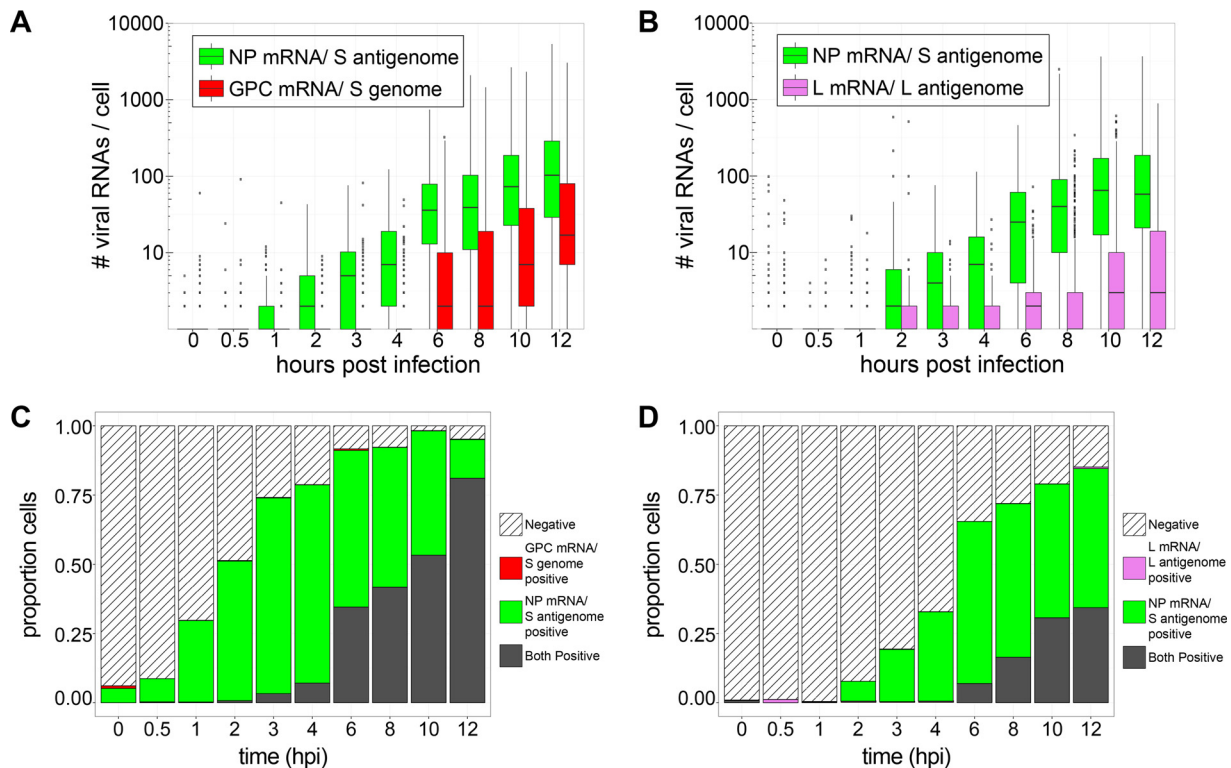 A
10000
1000
100
10
# viral RNAs / cell
NP mRNA/ S antigenome
GPC mRNA/ S genome
0 0.5 1 2 3 4 6 8 10 12
hours post infection
B
10000
1000
100
10
# viral RNAs / cell
NP mRNA/ S antigenome
L mRNA/ L antigenome
0 0.5 1 2 3 4 6 8 10 12
hours post infection
C
1.00
0.75
0.50
0.25
0.00
proportion cells
0 0.5 1 2 3 4 6 8 10 12
time (hpi)
Negative
GPC mRNA/
S genome
positive
NP mRNA/
S antigenome
positive
Both Positive
D
1.00
0.75
0.50
0.25
0.00
proportion cells
0 0.5 1 2 3 4 6 8 10 12
time (hpi)
Negative
L mRNA/
L antigenome
positive
NP mRNA/
S antigenome
positive
Both Positive